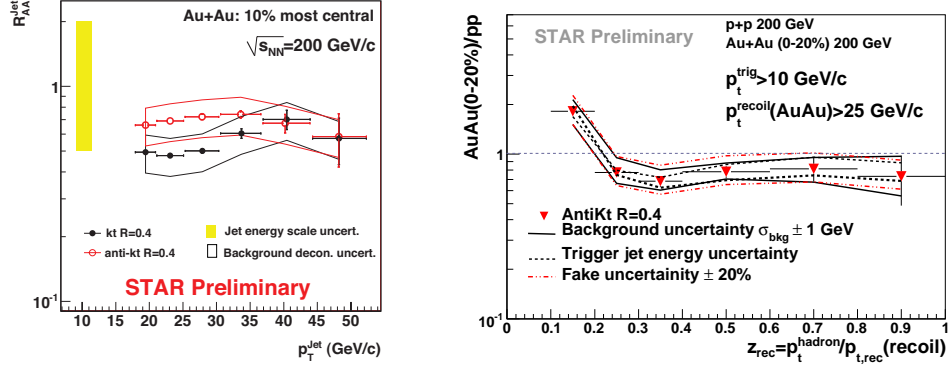 R_AA^Jet
Au+Au: 10% most central
√s_NN=200 GeV/c
1
10^-1
kt R=0.4
anti-kt R=0.4
Jet energy scale uncert.
Background decon. uncert.
STAR Preliminary
10 15 20 25 30 35 40 45 50
p_T^Jet (GeV/c)
AuAu(0-20%)/pp
STAR Preliminary
p+p 200 GeV
Au+Au (0-20%) 200 GeV
p_t^trig>10 GeV/c
p_t^recoil(AuAu)>25 GeV/c
1
10^-1
AntiKt R=0.4
Background uncertainty σ_bkg ± 1 GeV
Trigger jet energy uncertainty
Fake uncertainty ± 20%
0 0.1 0.2 0.3 0.4 0.5 0.6 0.7 0.8 0.9 1
z_rec=p_t^hadron/p_t,rec(recoil)